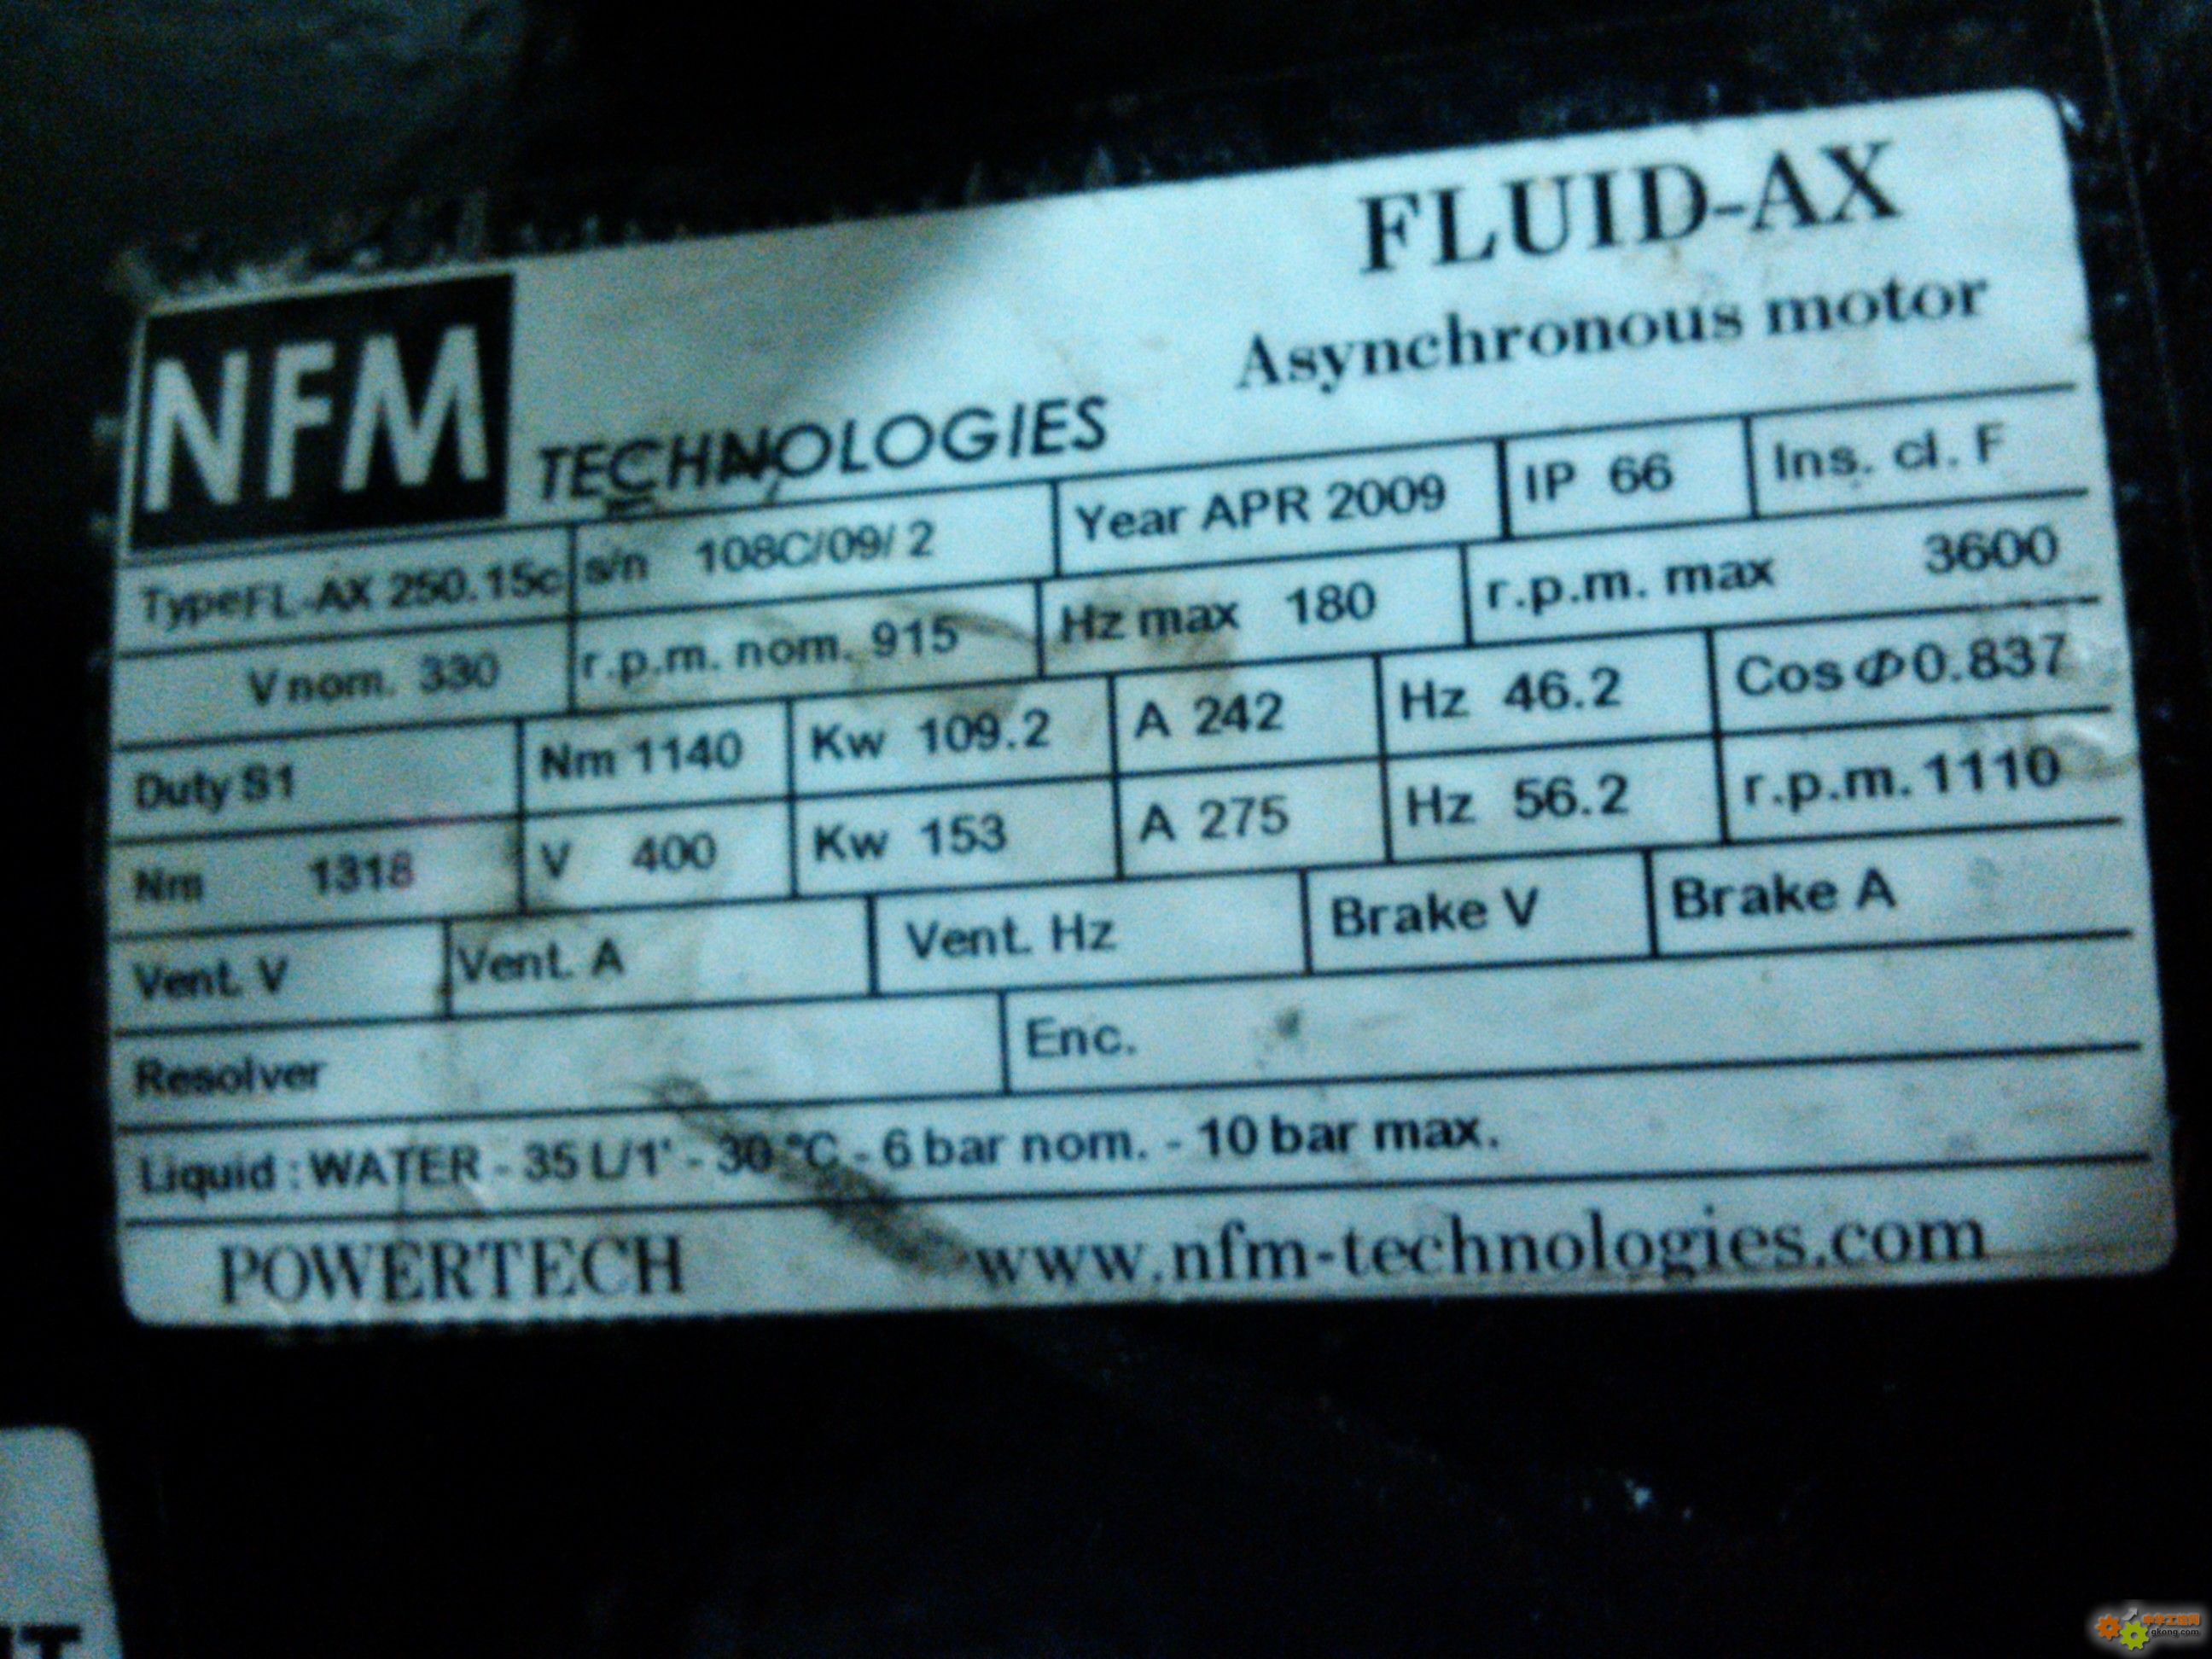 FLUID-AX
NFM TECHNOLOGIES Asynchronous motor
Type FL-AX 250.15c s/n 108C/09/ 2 Year APR 2009 IP 66 Ins. cl. F
V nom. 330 r.p.m. nom. 915 Hz max 180 r.p.m. max 3600
Duty S1 Nm 1140 Kw 109.2 A 242 Hz 46.2 Cos Φ 0.837
Nm 1318 V 400 Kw 153 A 275 Hz 56.2 r.p.m. 1110
Vent. V Vent. A Vent. Hz Brake V Brake A
Resolver Enc.
Liquid : WATER - 35 L/1' - 30 °C - 6 bar nom. - 10 bar max.
POWERTECH www.nfm-technologies.com
gkong.com